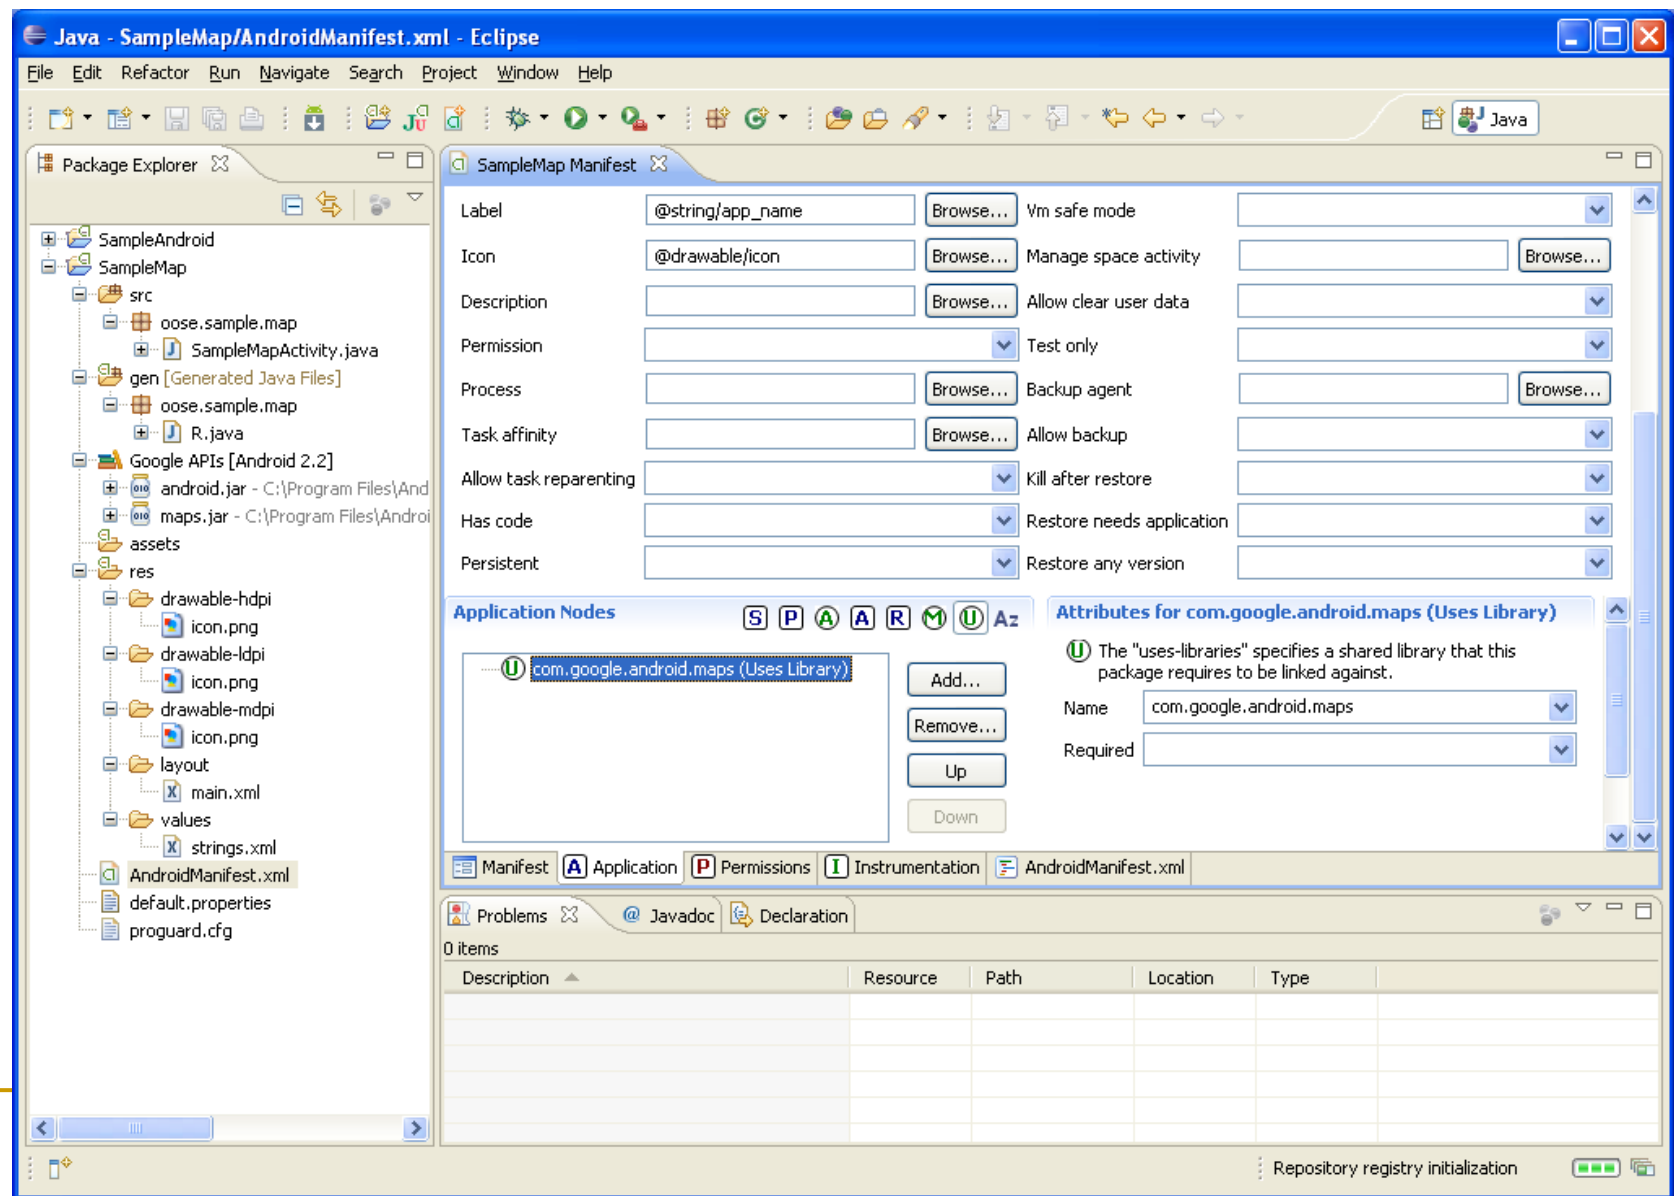 Java - SampleMap/AndroidManifest.xml - Eclipse
File Edit Refactor Run Navigate Search Project Window Help
Java
Package Explorer
SampleAndroid
SampleMap
src
oose.sample.map
SampleMapActivity.java
gen [Generated Java Files]
oose.sample.map
R.java
Google APIs [Android 2.2]
android.jar - C:\Program Files\And
maps.jar - C:\Program Files\Androi
assets
res
drawable-hdpi
icon.png
drawable-ldpi
icon.png
drawable-mdpi
icon.png
layout
main.xml
values
strings.xml
AndroidManifest.xml
default.properties
proguard.cfg
SampleMap Manifest
Label @string/app_name Browse... Vm safe mode
Icon @drawable/icon Browse... Manage space activity Browse...
Description Browse... Allow clear user data
Permission Test only
Process Browse... Backup agent Browse...
Task affinity Browse... Allow backup
Allow task reparenting Kill after restore
Has code Restore needs application
Persistent Restore any version
Application Nodes S P A A R M U Az
U com.google.android.maps (Uses Library)
Add...
Remove...
Up
Down
Attributes for com.google.android.maps (Uses Library)
U The "uses-libraries" specifies a shared library that this
package requires to be linked against.
Name com.google.android.maps
Required
Manifest A Application P Permissions I Instrumentation AndroidManifest.xml
Problems @ Javadoc Declaration
0 items
Description Resource Path Location Type
Repository registry initialization